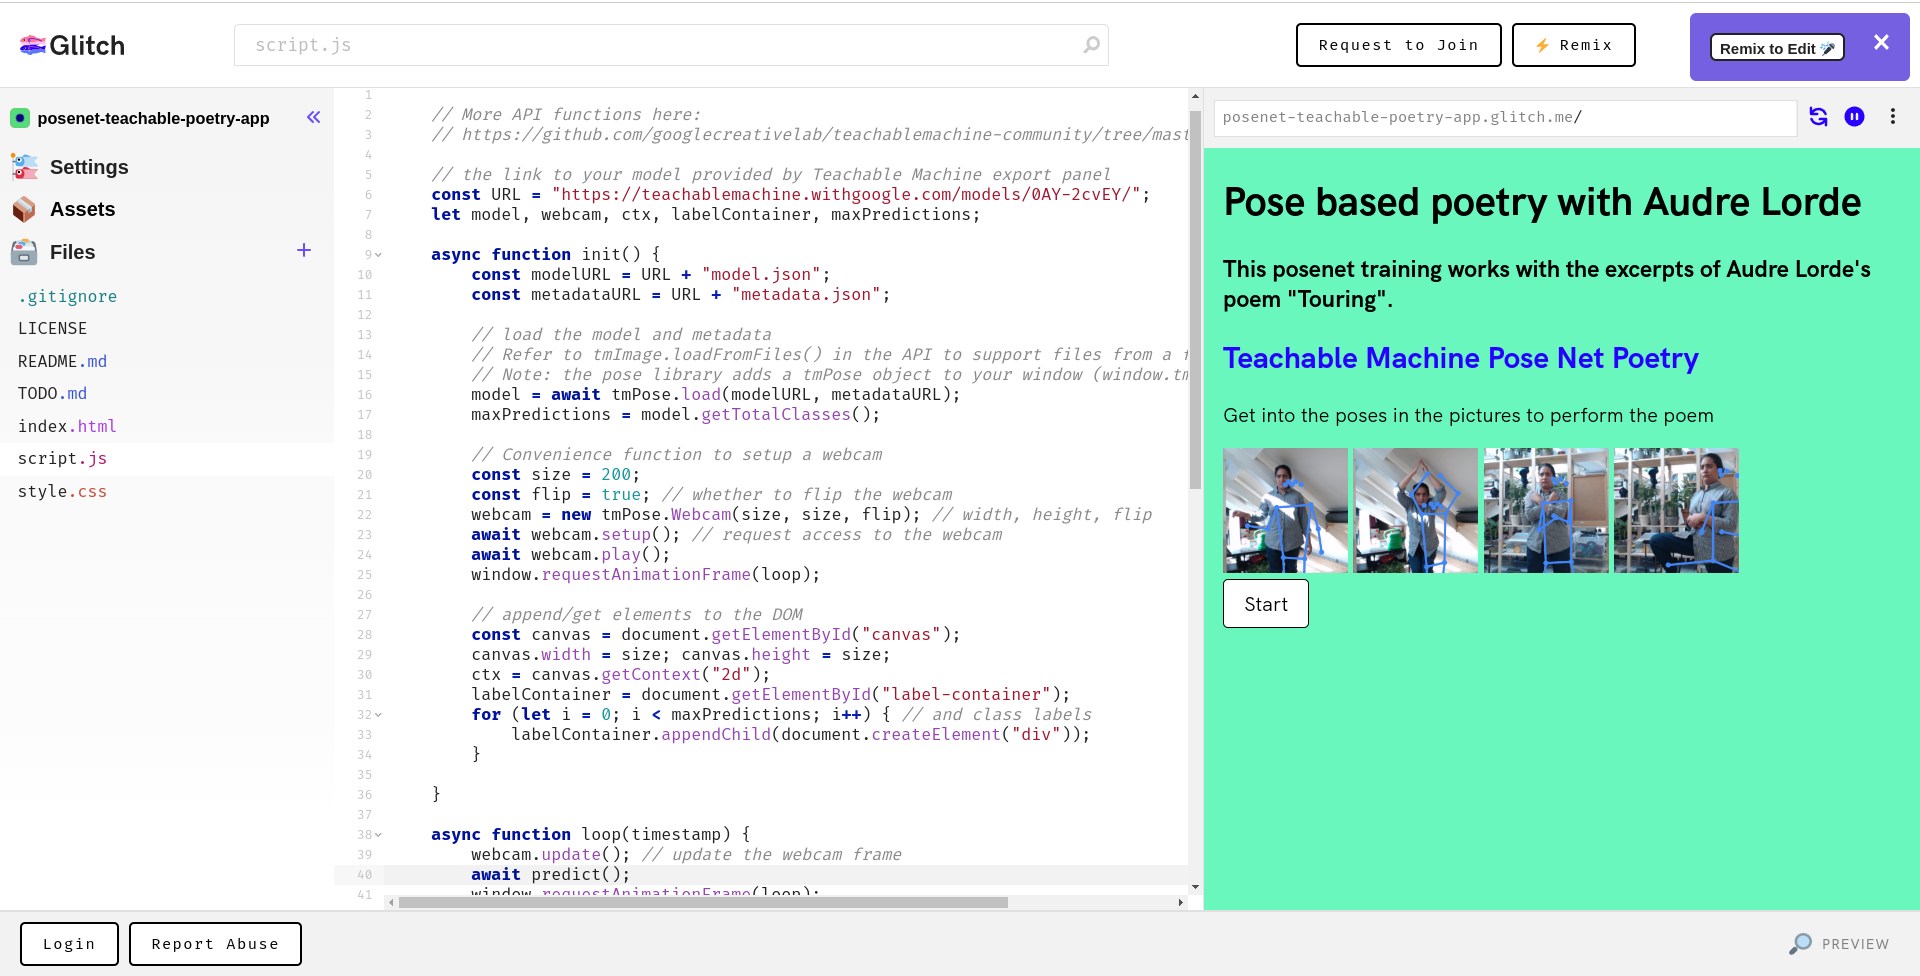 Glitch
script.js
Request to Join
⚡ Remix
Remix to Edit
posenet-teachable-poetry-app
Settings
Assets
Files
.gitignore
LICENSE
README.md
TODO.md
index.html
script.js
style.css
1
2 // More API functions here:
3 // https://github.com/googlecreativelab/teachablemachine-community/tree/mast
4
5 // the link to your model provided by Teachable Machine export panel
6 const URL = "https://teachablemachine.withgoogle.com/models/0AY-2cvEY/";
7 let model, webcam, ctx, labelContainer, maxPredictions;
8
9 async function init() {
10 const modelURL = URL + "model.json";
11 const metadataURL = URL + "metadata.json";
12
13 // load the model and metadata
14 // Refer to tmImage.loadFromFiles() in the API to support files from a f
15 // Note: the pose library adds a tmPose object to your window (window.tm
16 model = await tmPose.load(modelURL, metadataURL);
17 maxPredictions = model.getTotalClasses();
18
19 // Convenience function to setup a webcam
20 const size = 200;
21 const flip = true; // whether to flip the webcam
22 webcam = new tmPose.Webcam(size, size, flip); // width, height, flip
23 await webcam.setup(); // request access to the webcam
24 await webcam.play();
25 window.requestAnimationFrame(loop);
26
27 // append/get elements to the DOM
28 const canvas = document.getElementById("canvas");
29 canvas.width = size; canvas.height = size;
30 ctx = canvas.getContext("2d");
31 labelContainer = document.getElementById("label-container");
32 for (let i = 0; i < maxPredictions; i++) { // and class labels
33 labelContainer.appendChild(document.createElement("div"));
34 }
35
36 }
37
38 async function loop(timestamp) {
39 webcam.update(); // update the webcam frame
40 await predict();
41 window.requestAnimationFrame(loop);
posenet-teachable-poetry-app.glitch.me/
Pose based poetry with Audre Lorde
This posenet training works with the excerpts of Audre Lorde's
poem "Touring".
Teachable Machine Pose Net Poetry
Get into the poses in the pictures to perform the poem
Start
Login
Report Abuse
PREVIEW